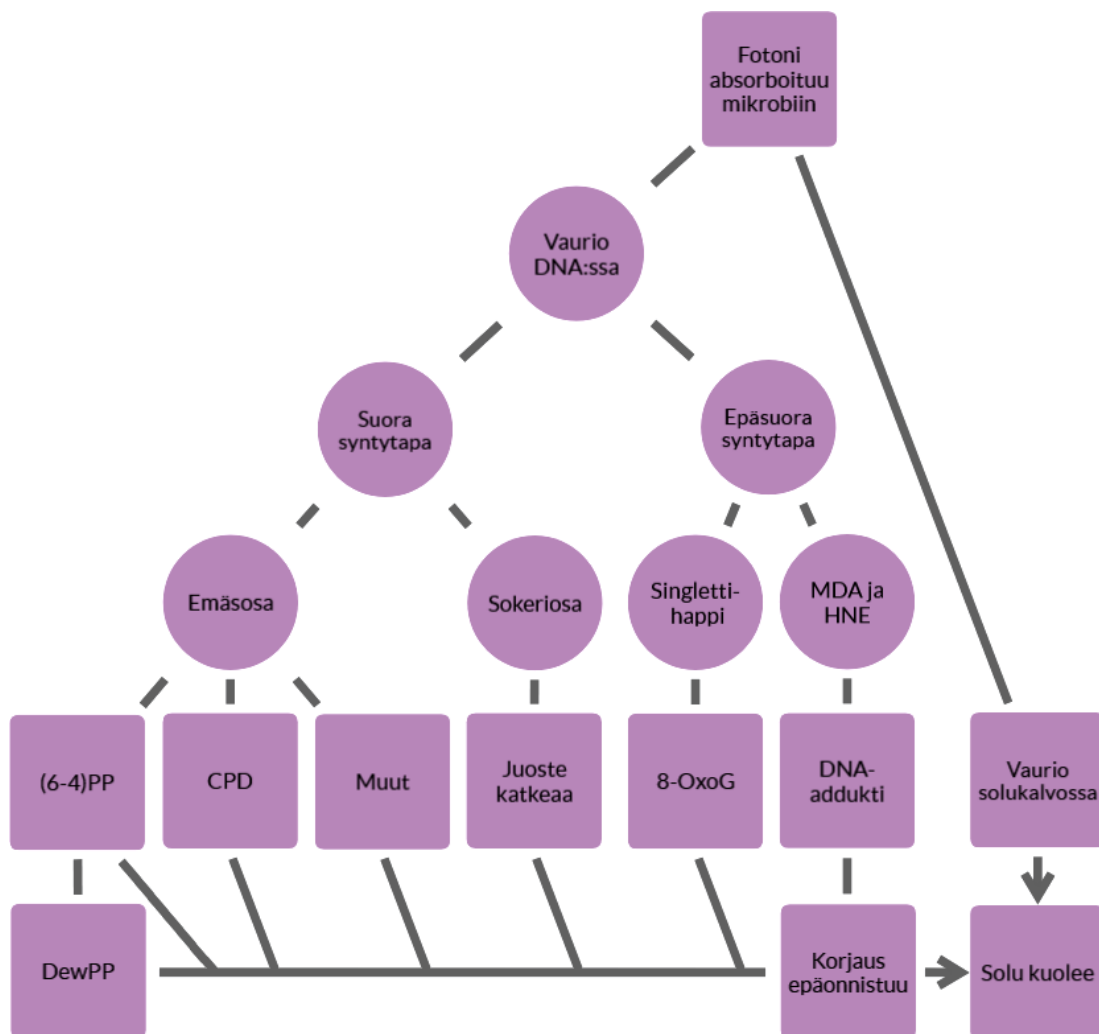 Fotoni
absorboituu
mikrobiin
Vaurio
DNA:ssa
Suora
syntytapa
Epäsuora
syntytapa
Emäsosa
Sokeriosa
Singletti-
happi
MDA ja
HNE
(6-4)PP
CPD
Muut
Juoste
katkeaa
8-OxoG
DNA-
addukti
Vaurio
solukalvossa
DewPP
Korjaus
epäonnistuu
Solu kuolee